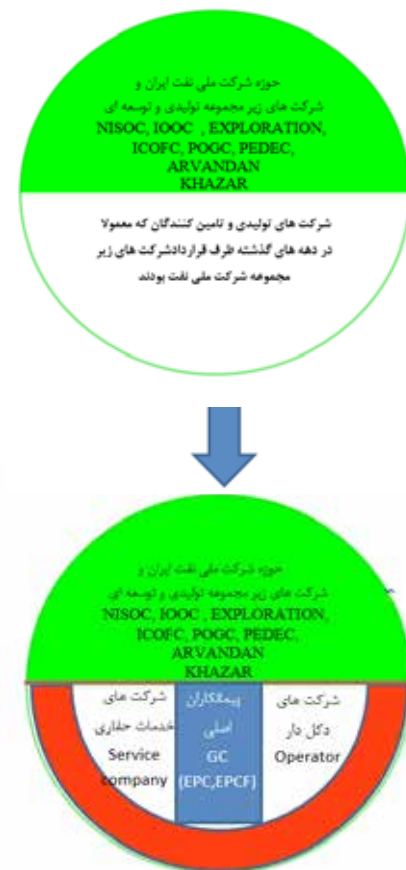 حوزه شرکت ملی نفت ایران و
شرکت های زیر مجموعه تولیدی و توسعه ای
NISOC, IOOC , EXPLORATION,
ICOFC, POGC, PEDEC,
ARVANDAN
KHAZAR
شرکت های تولیدی و تامین کنندگان که معمولا
در دهه های گذشته طرف قراردادشرکت های زیر
مجموعه شرکت ملی نفت بودند
حوزه شرکت ملی نفت ایران و
شرکت های زیر مجموعه تولیدی و توسعه ای
NISOC, IOOC , EXPLORATION,
ICOFC, POGC, PEDEC,
ARVANDAN
KHAZAR
شرکت های
دکل دار
Operator
پیمانکاران
اصلی
GC
(EPC,EPCF)
شرکت های
خدمات حفاری
Service
company